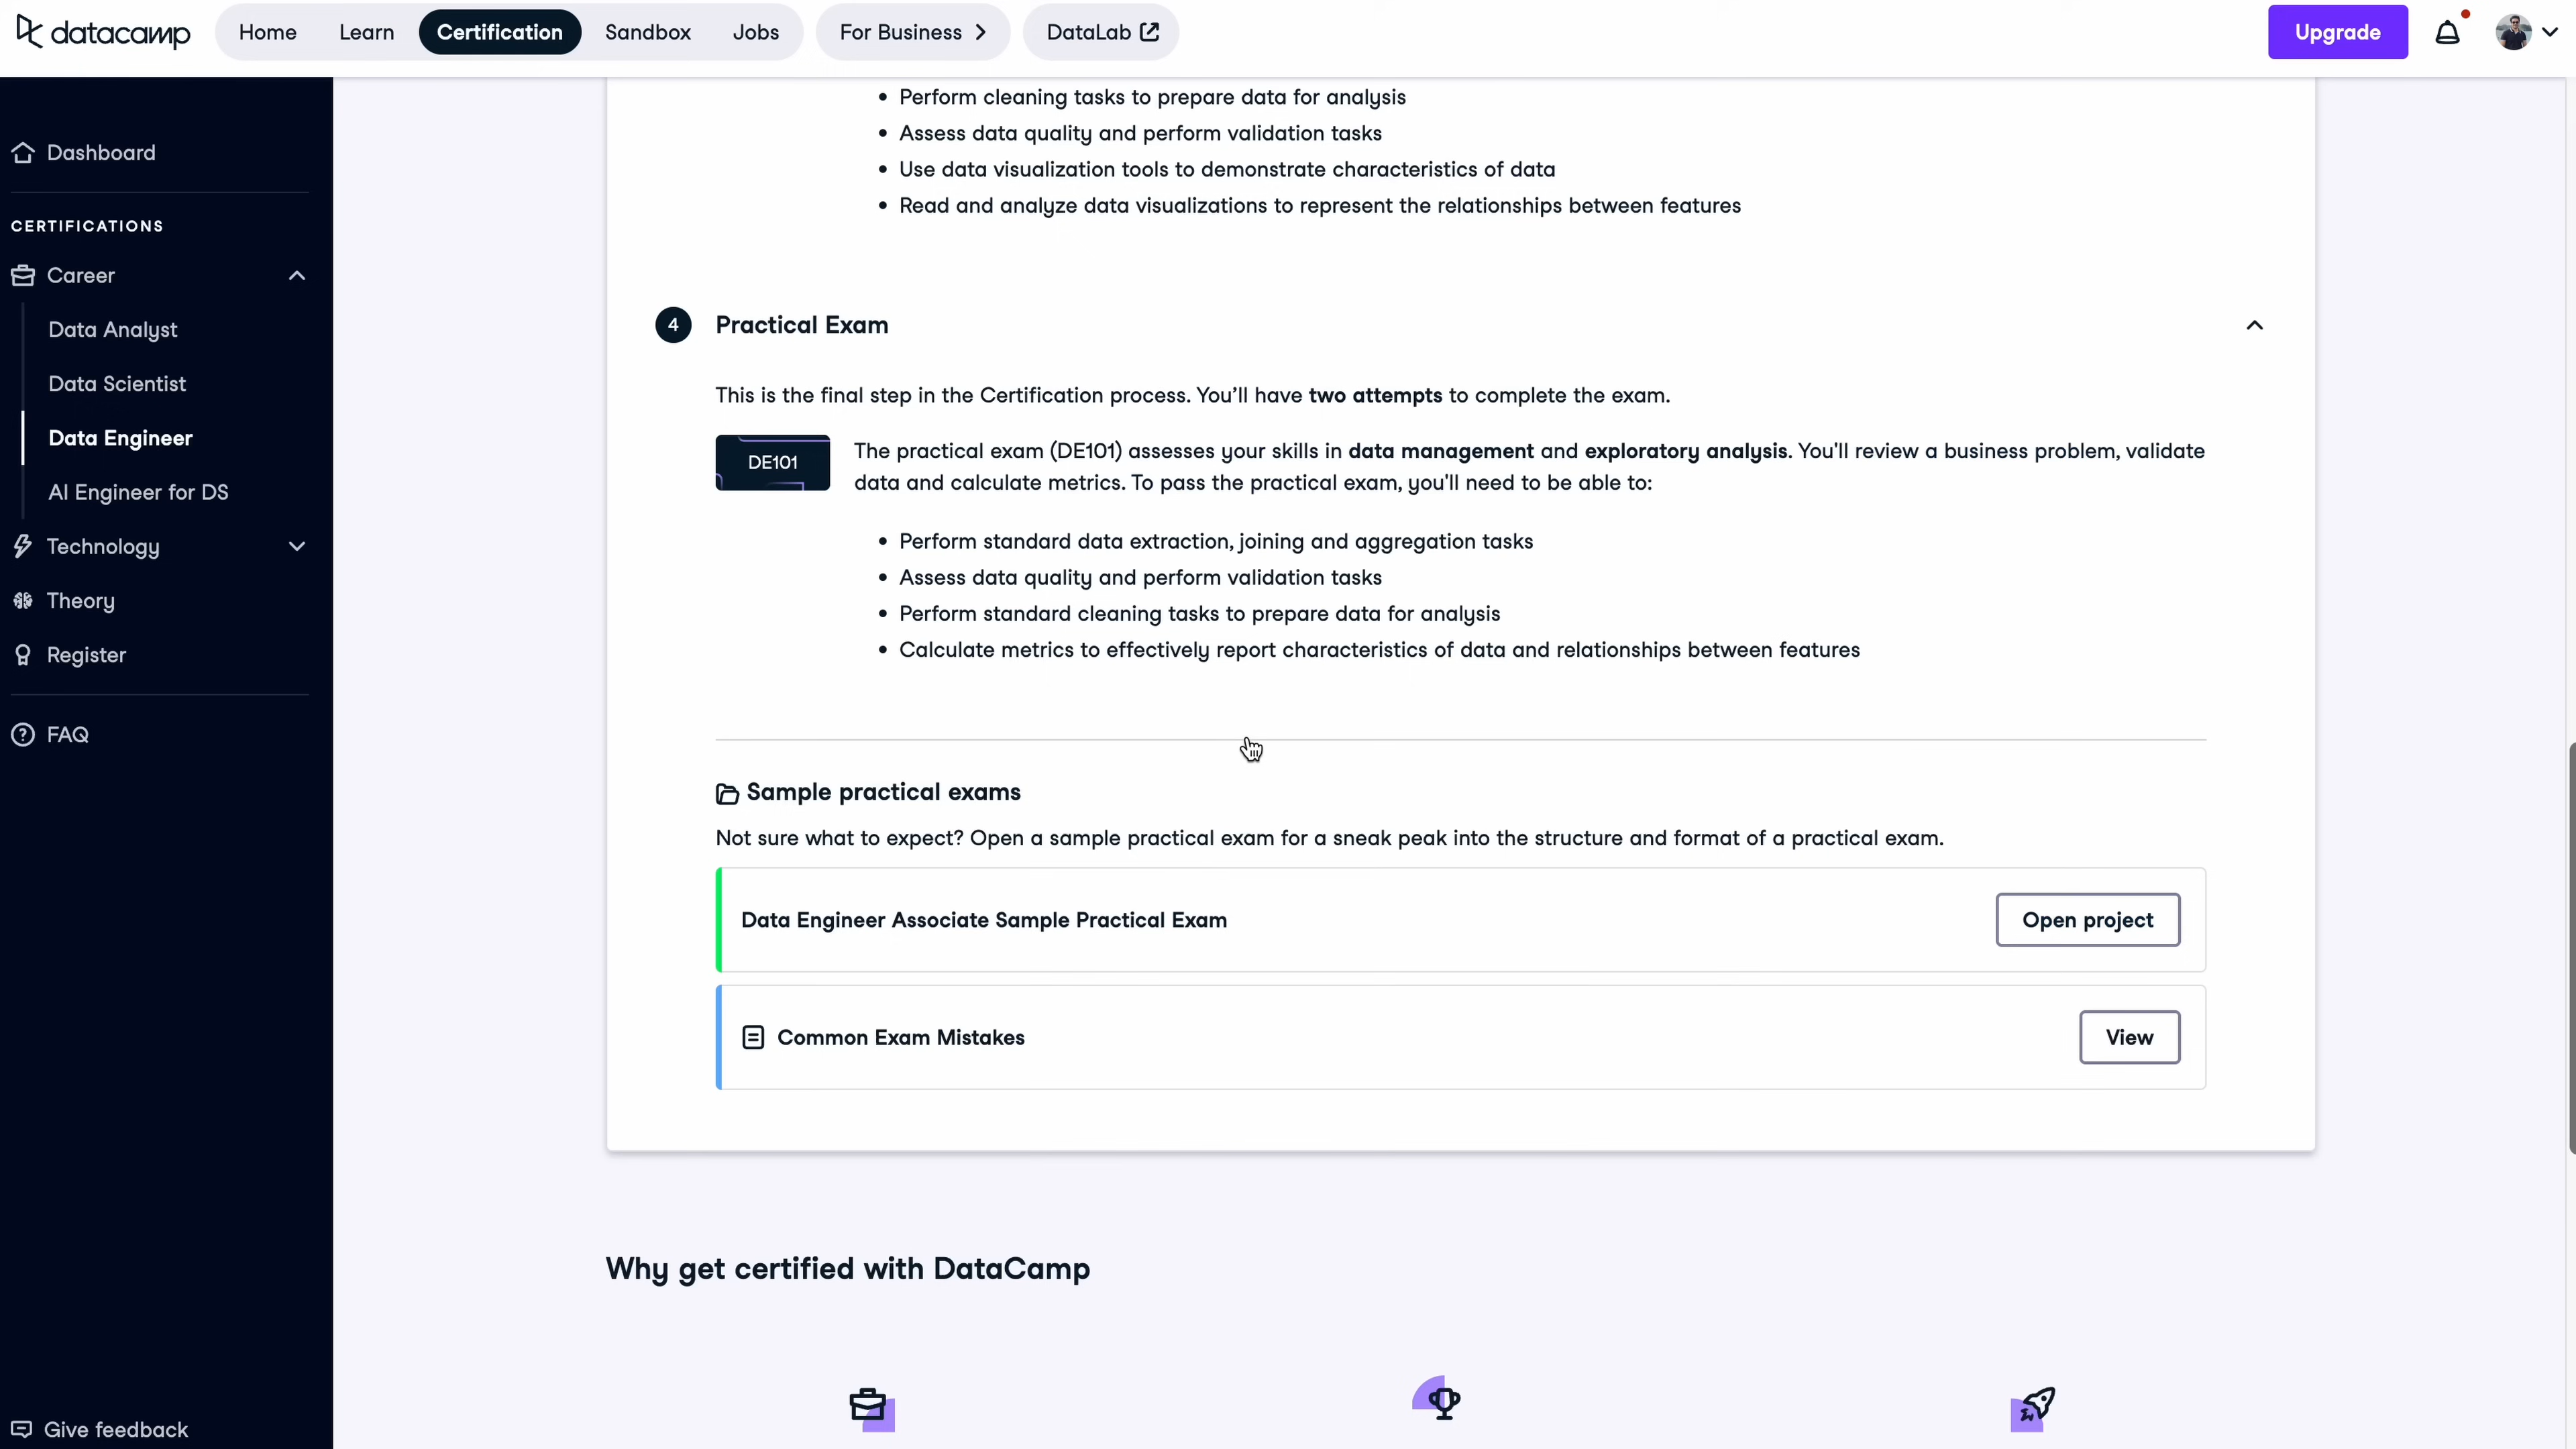 datacamp
Home
Learn
Certification
Sandbox
Jobs
For Business
DataLab
Upgrade
Dashboard
CERTIFICATIONS
Career
Data Analyst
Data Scientist
Data Engineer
AI Engineer for DS
Technology
Theory
Register
FAQ
Give feedback
Perform cleaning tasks to prepare data for analysis
Assess data quality and perform validation tasks
Use data visualization tools to demonstrate characteristics of data
Read and analyze data visualizations to represent the relationships between features
4 Practical Exam
This is the final step in the Certification process. You’ll have two attempts to complete the exam.
DE101
The practical exam (DE101) assesses your skills in data management and exploratory analysis. You'll review a business problem, validate
data and calculate metrics. To pass the practical exam, you'll need to be able to:
Perform standard data extraction, joining and aggregation tasks
Assess data quality and perform validation tasks
Perform standard cleaning tasks to prepare data for analysis
Calculate metrics to effectively report characteristics of data and relationships between features
Sample practical exams
Not sure what to expect? Open a sample practical exam for a sneak peak into the structure and format of a practical exam.
Data Engineer Associate Sample Practical Exam
Open project
Common Exam Mistakes
View
Why get certified with DataCamp